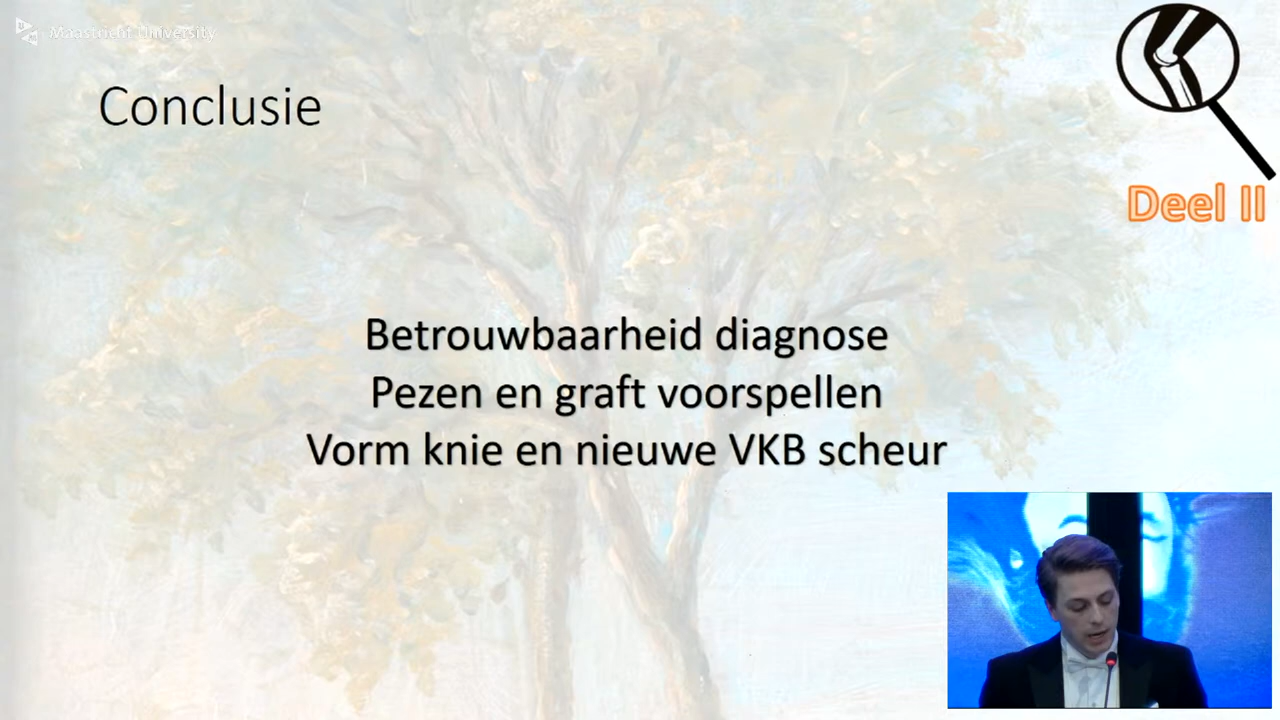 Maastricht University
Conclusie
Deel II
Betrouwbaarheid diagnose
Pezen en graft voorspellen
Vorm knie en nieuwe VKB scheur